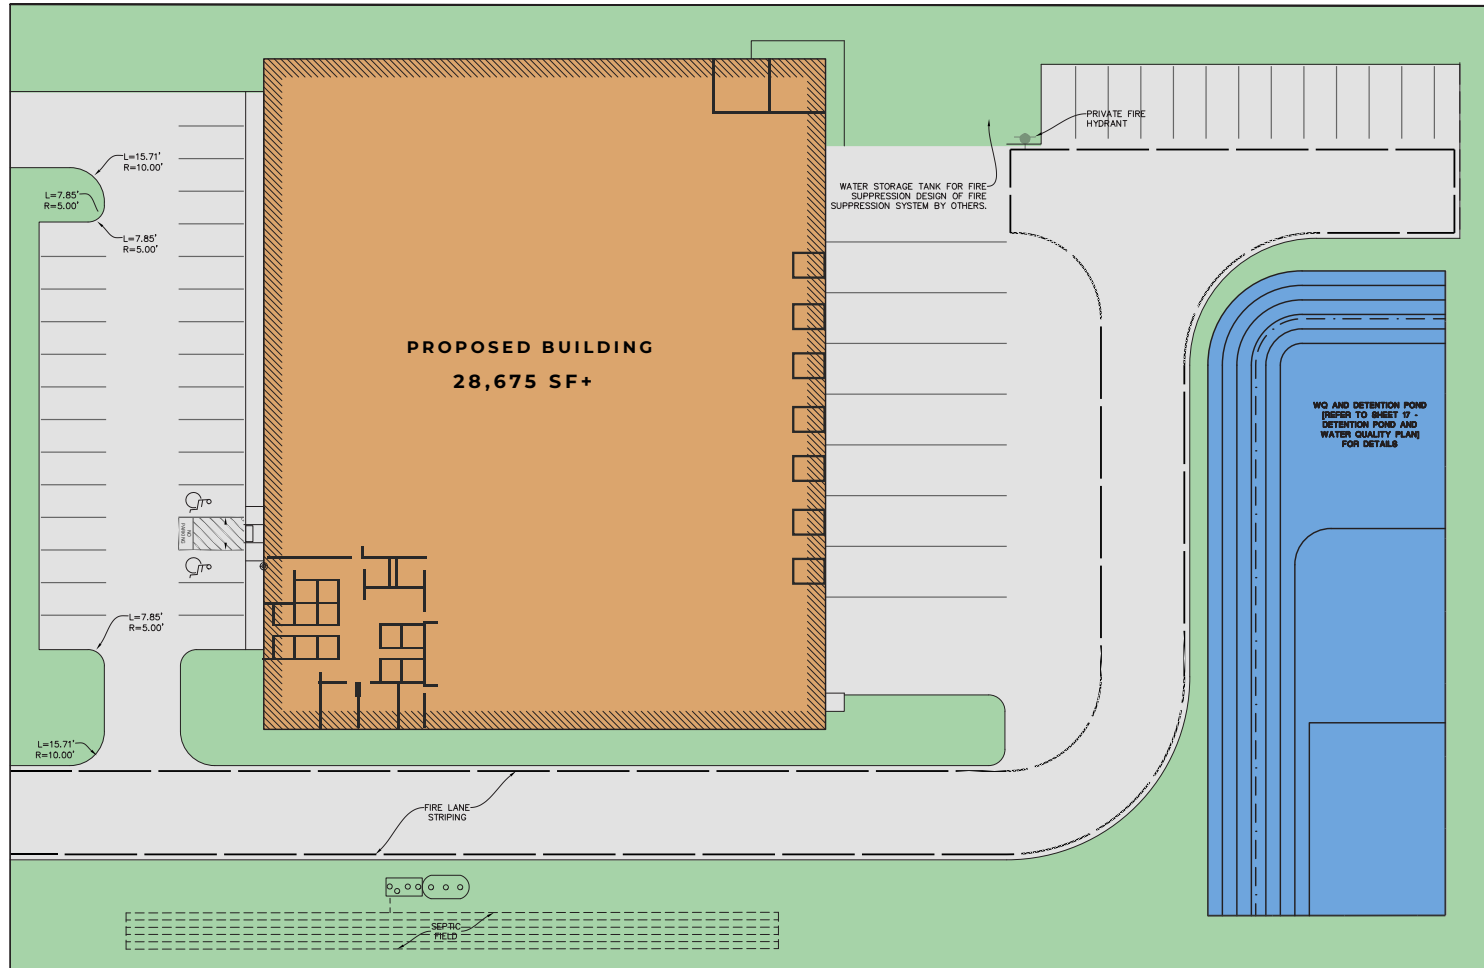 PRIVATE FIRE
HYDRANT
L=15.71'
R=10.00'
WATER STORAGE TANK FOR FIRE
SUPPRESSION DESIGN OF FIRE
SUPPRESSION SYSTEM BY OTHERS.
L=7.85'
R=5.00'
L=7.85'
R=5.00'
PROPOSED BUILDING
28,675 SF+
WQ AND DETENTION POND
[REFER TO SHEET 17 -
DETENTION POND AND
WATER QUALITY PLAN]
FOR DETAILS
NO
PARKING
L=7.85'
R=5.00'
L=15.71'
R=10.00'
FIRE LANE
STRIPING
SEPTIC
FIELD